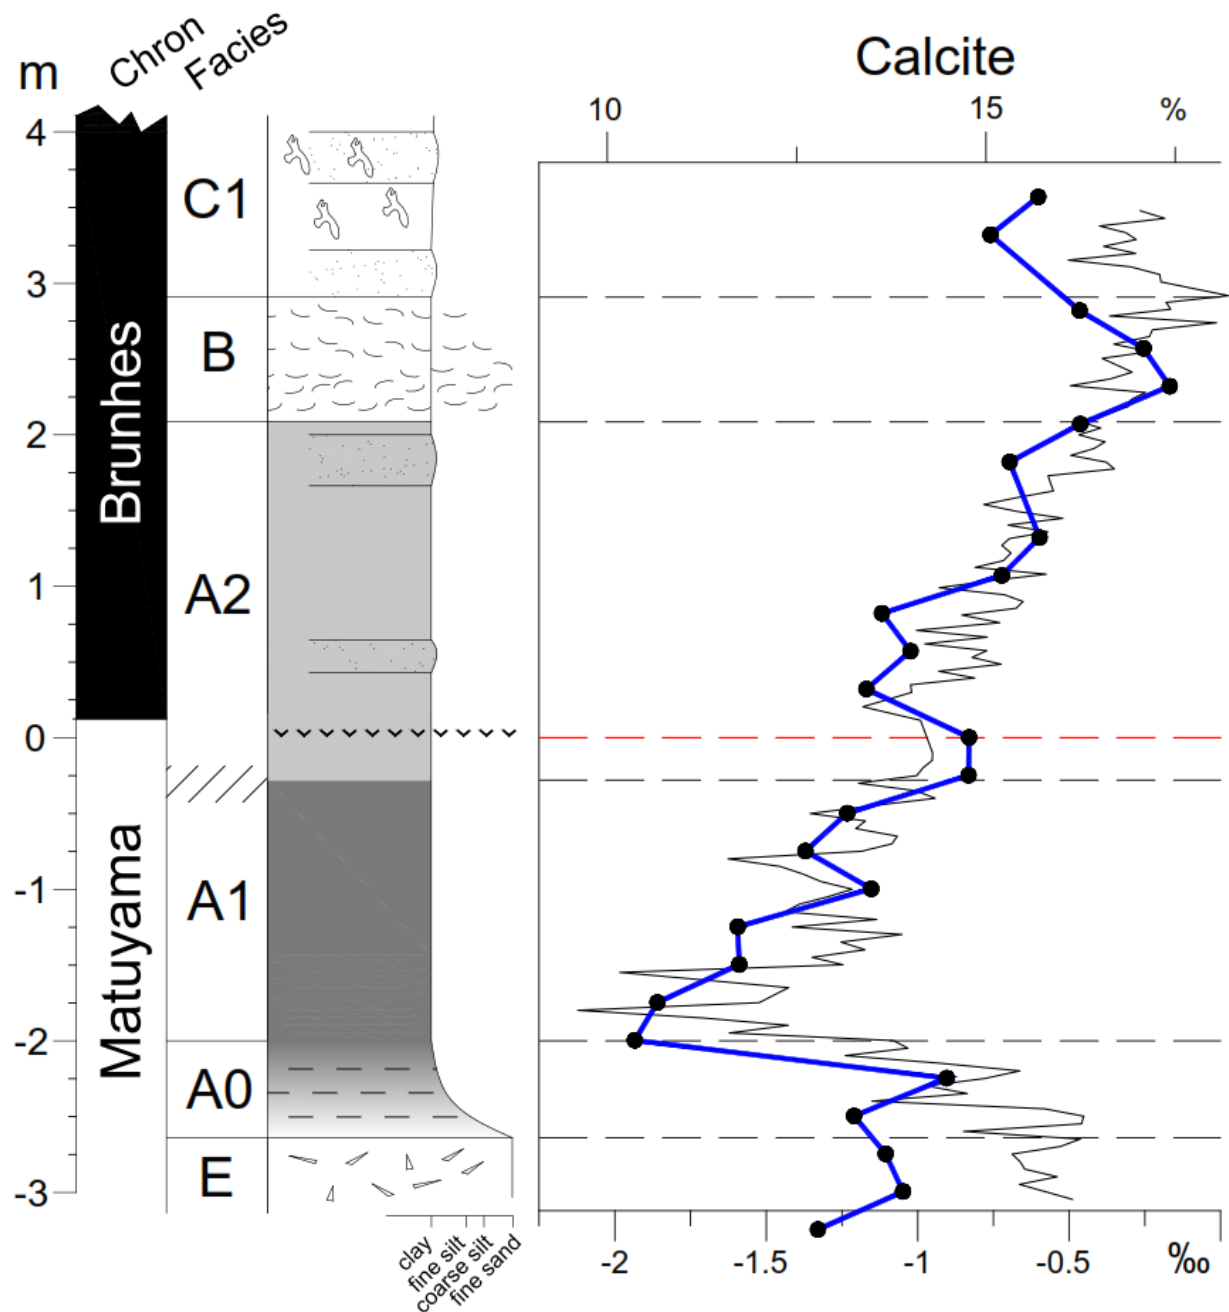 m
Chron
Facies
Calcite
10
15
%
4
3
2
1
0
-1
-2
-3
Brunhes
Matuyama
C1
B
A2
A1
A0
E
clay
fine silt
coarse silt
fine sand
-2
-1.5
-1
-0.5
‰